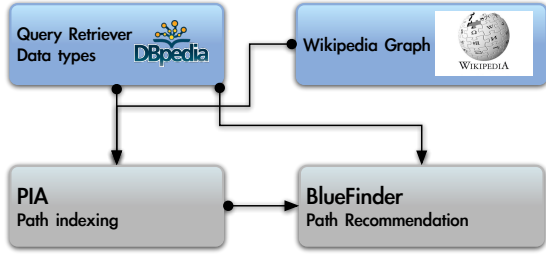 Query Retriever
Data types
DBpedia
Wikipedia Graph
WIKIPEDIA
PIA
Path indexing
BlueFinder
Path Recommendation